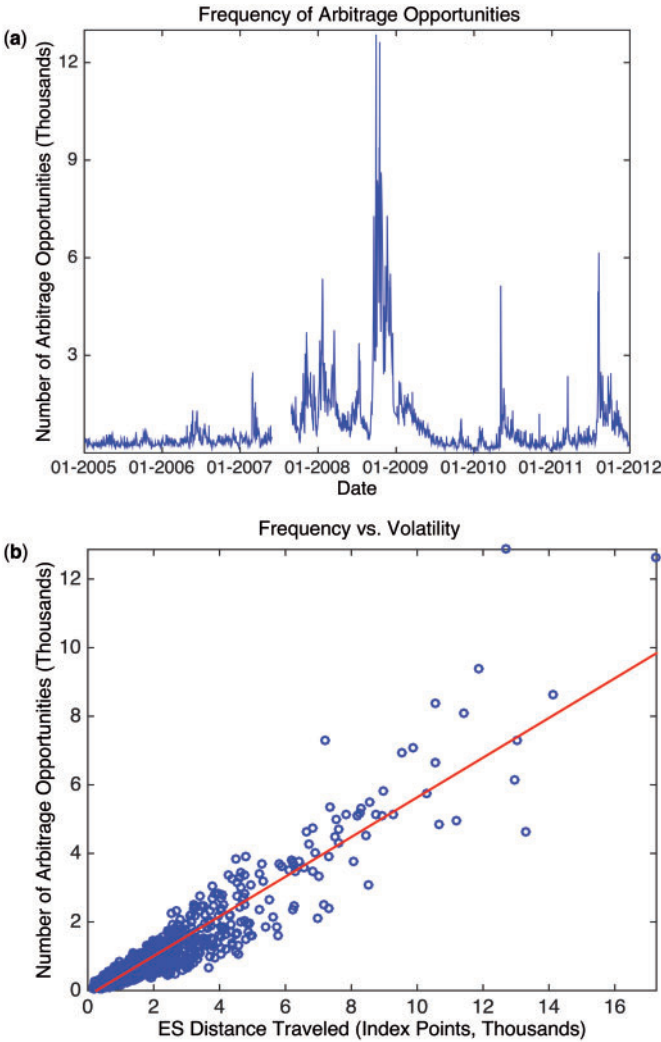 Frequency of Arbitrage Opportunities
(a)
Number of Arbitrage Opportunities (Thousands)
12
9
6
3
01-2005 01-2006 01-2007 01-2008 01-2009 01-2010 01-2011 01-2012
Date
Frequency vs. Volatility
(b)
Number of Arbitrage Opportunities (Thousands)
12
10
8
6
4
2
0
0 2 4 6 8 10 12 14 16
ES Distance Traveled (Index Points, Thousands)